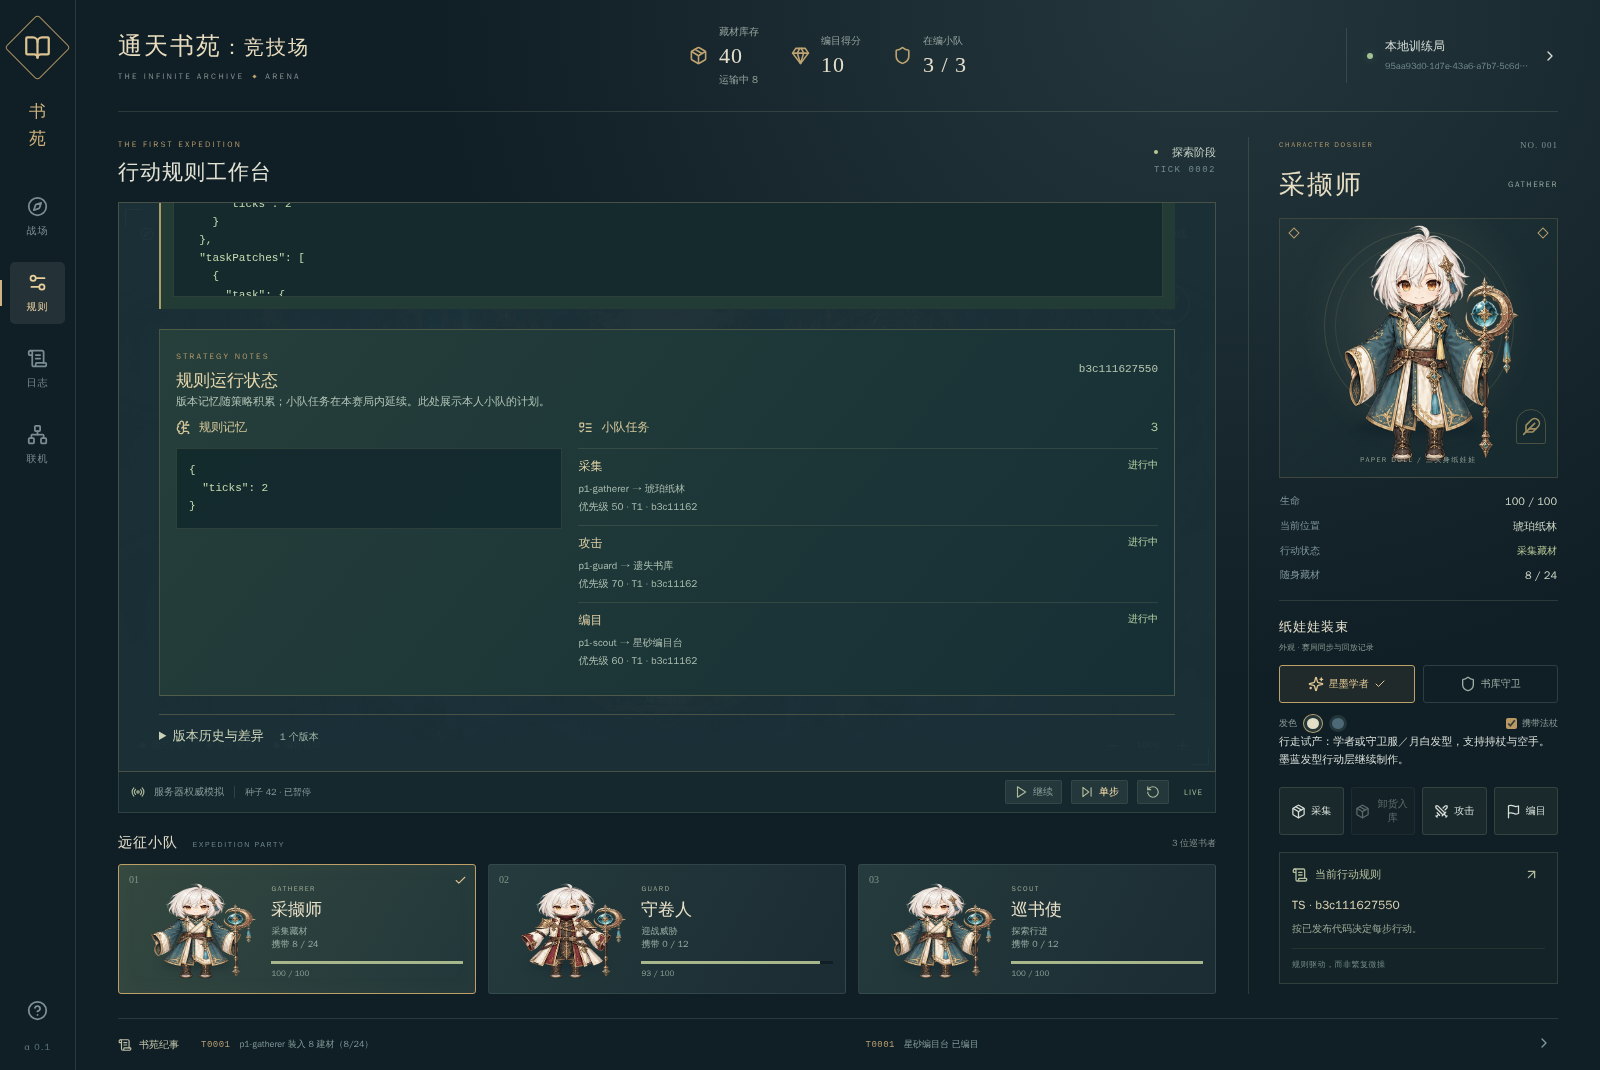 书
苑
战场
规则
日志
联机
α 0.1
通天书苑：竞技场
THE INFINITE ARCHIVE ✦ ARENA
藏材库存
40
运输中 8
编目得分
10
在编小队
3 / 3
本地训练局
95aa93d0-1d7e-43a6-a7b7-5c6d···
THE FIRST EXPEDITION
行动规则工作台
探索阶段
TICK 0002
"ticks": 2
}
},
"taskPatches": [
{
"task": {
STRATEGY NOTES
规则运行状态
版本记忆随策略积累；小队任务在本赛局内延续。此处展示本人小队的计划。
b3c111627550
规则记忆
{
"ticks": 2
}
小队任务
3
采集
进行中
p1-gatherer → 琥珀纸林
优先级 50 · T1 · b3c11162
攻击
进行中
p1-guard → 遗失书库
优先级 70 · T1 · b3c11162
编目
进行中
p1-scout → 星砂编目台
优先级 60 · T1 · b3c11162
▶ 版本历史与差异 1 个版本
服务器权威模拟
种子 42 · 已暂停
继续
单步
LIVE
远征小队
EXPEDITION PARTY
3 位巡书者
01
GATHERER
采撷师
采集藏材
携带 8 / 24
100 / 100
02
GUARD
守卷人
迎战威胁
携带 0 / 12
93 / 100
03
SCOUT
巡书使
探索行进
携带 0 / 12
100 / 100
书苑纪事
T0001 p1-gatherer 装入 8 建材（8/24）
T0001 星砂编目台 已编目
CHARACTER DOSSIER
NO. 001
采撷师
GATHERER
PAPER
纸娃娃
生命
100 / 100
当前位置
琥珀纸林
行动状态
采集藏材
随身藏材
8 / 24
纸娃娃装束
外观 · 赛局同步与回放记录
星墨学者
书库守卫
发色
携带法杖
行走试产：学者或守卫服／月白发型，支持持杖与空手。
墨蓝发型行动层继续制作。
采集
卸货入
库
攻击
编目
当前行动规则
TS · b3c111627550
按已发布代码决定每步行动。
规则驱动，而非繁复微操